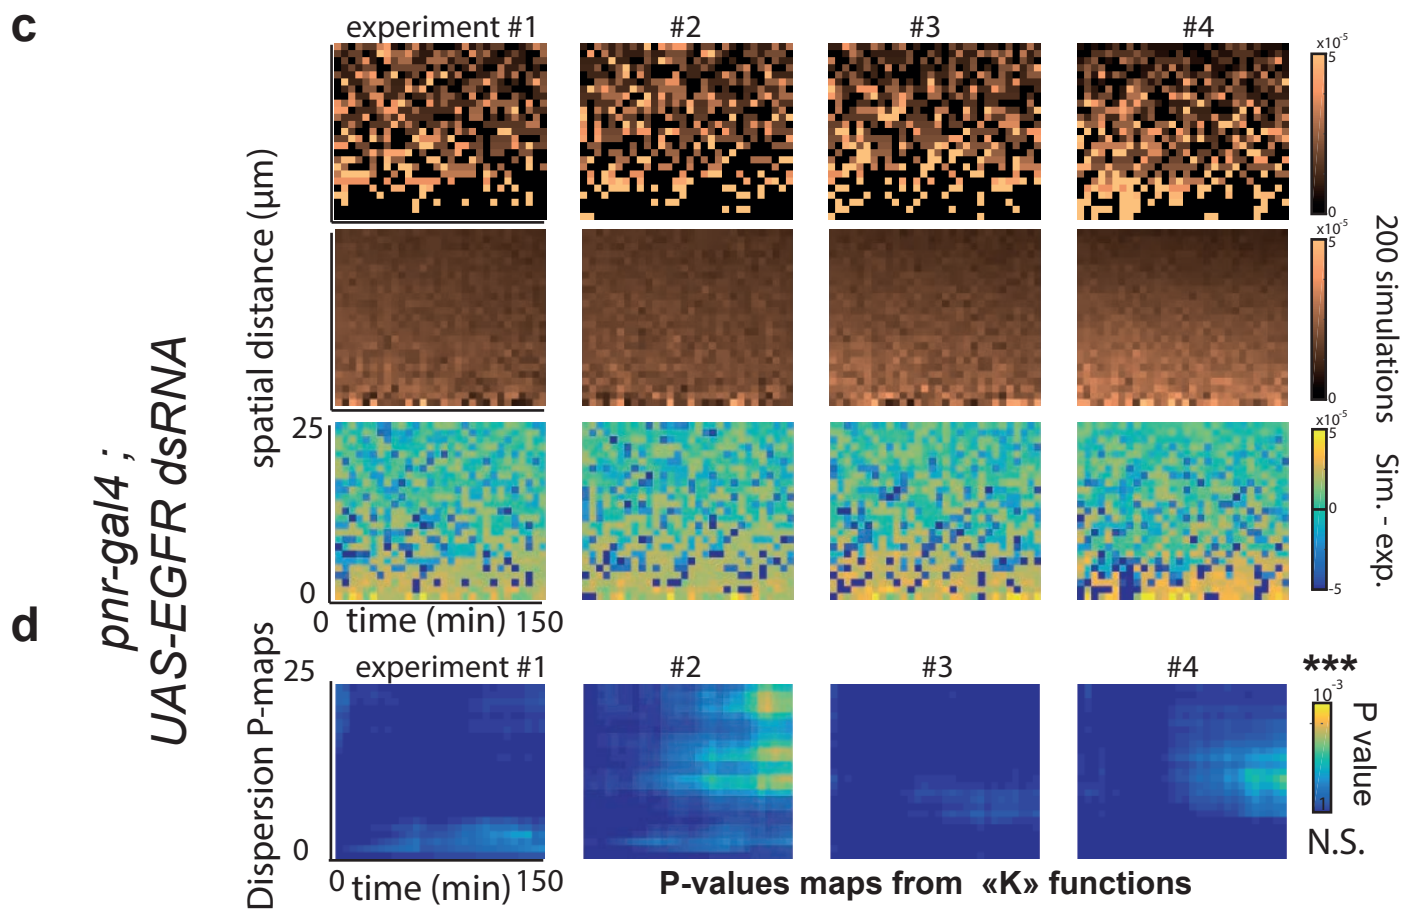 c
experiment #1
#2
#3
#4
x10-5
5
0
x10-5
5
0
200 simulations
spatial distance (µm)
pnr-gal4 ;
UAS-EGFR dsRNA
25
0
0 time (min) 150
x10-5
5
0
-5
Sim. - exp.
d
Dispersion P-maps
25
0
experiment #1
#2
#3
#4
***
10-3
1
P value
N.S.
0 time (min) 150
P-values maps from «K» functions